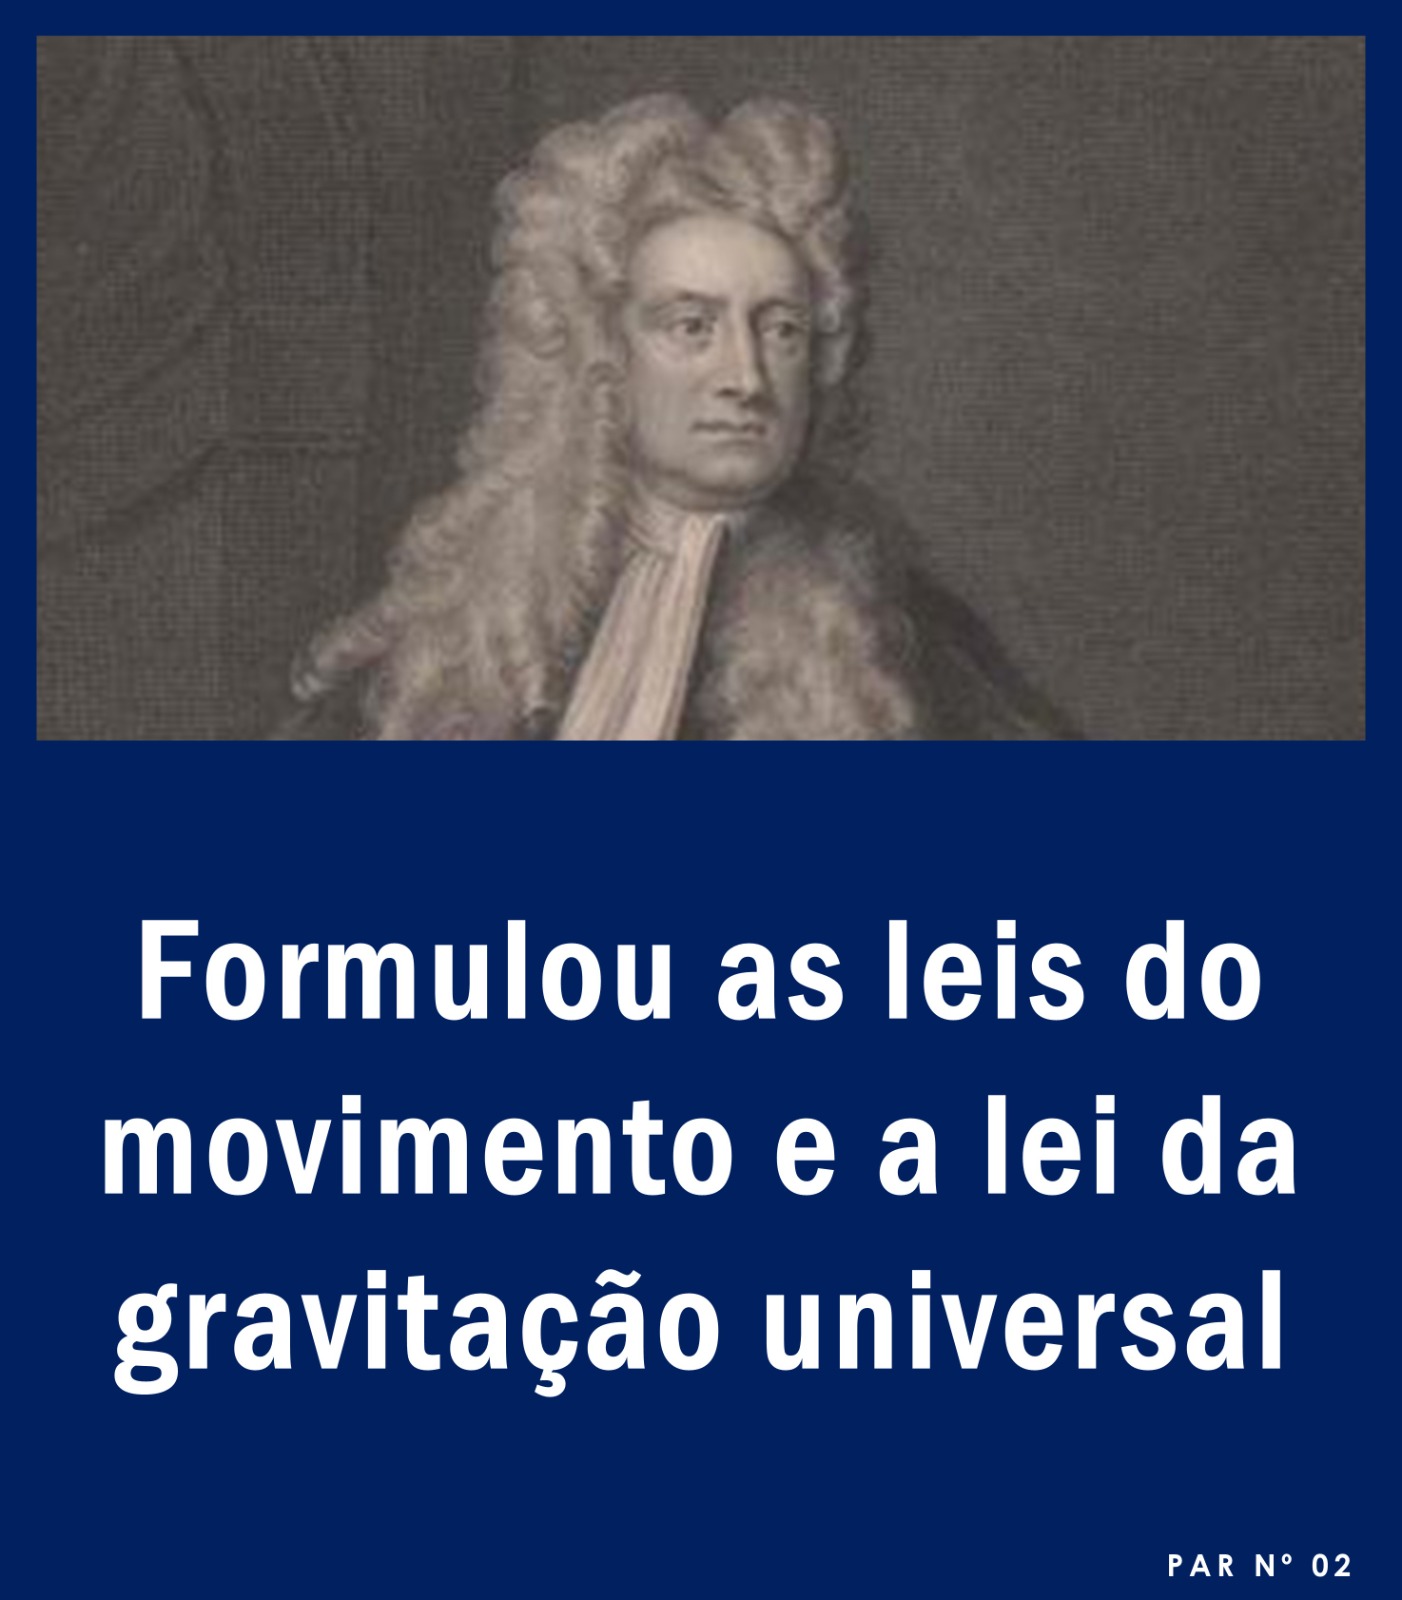 Formulou as leis do
movimento e a lei da
gravitação universal
PAR Nº 02